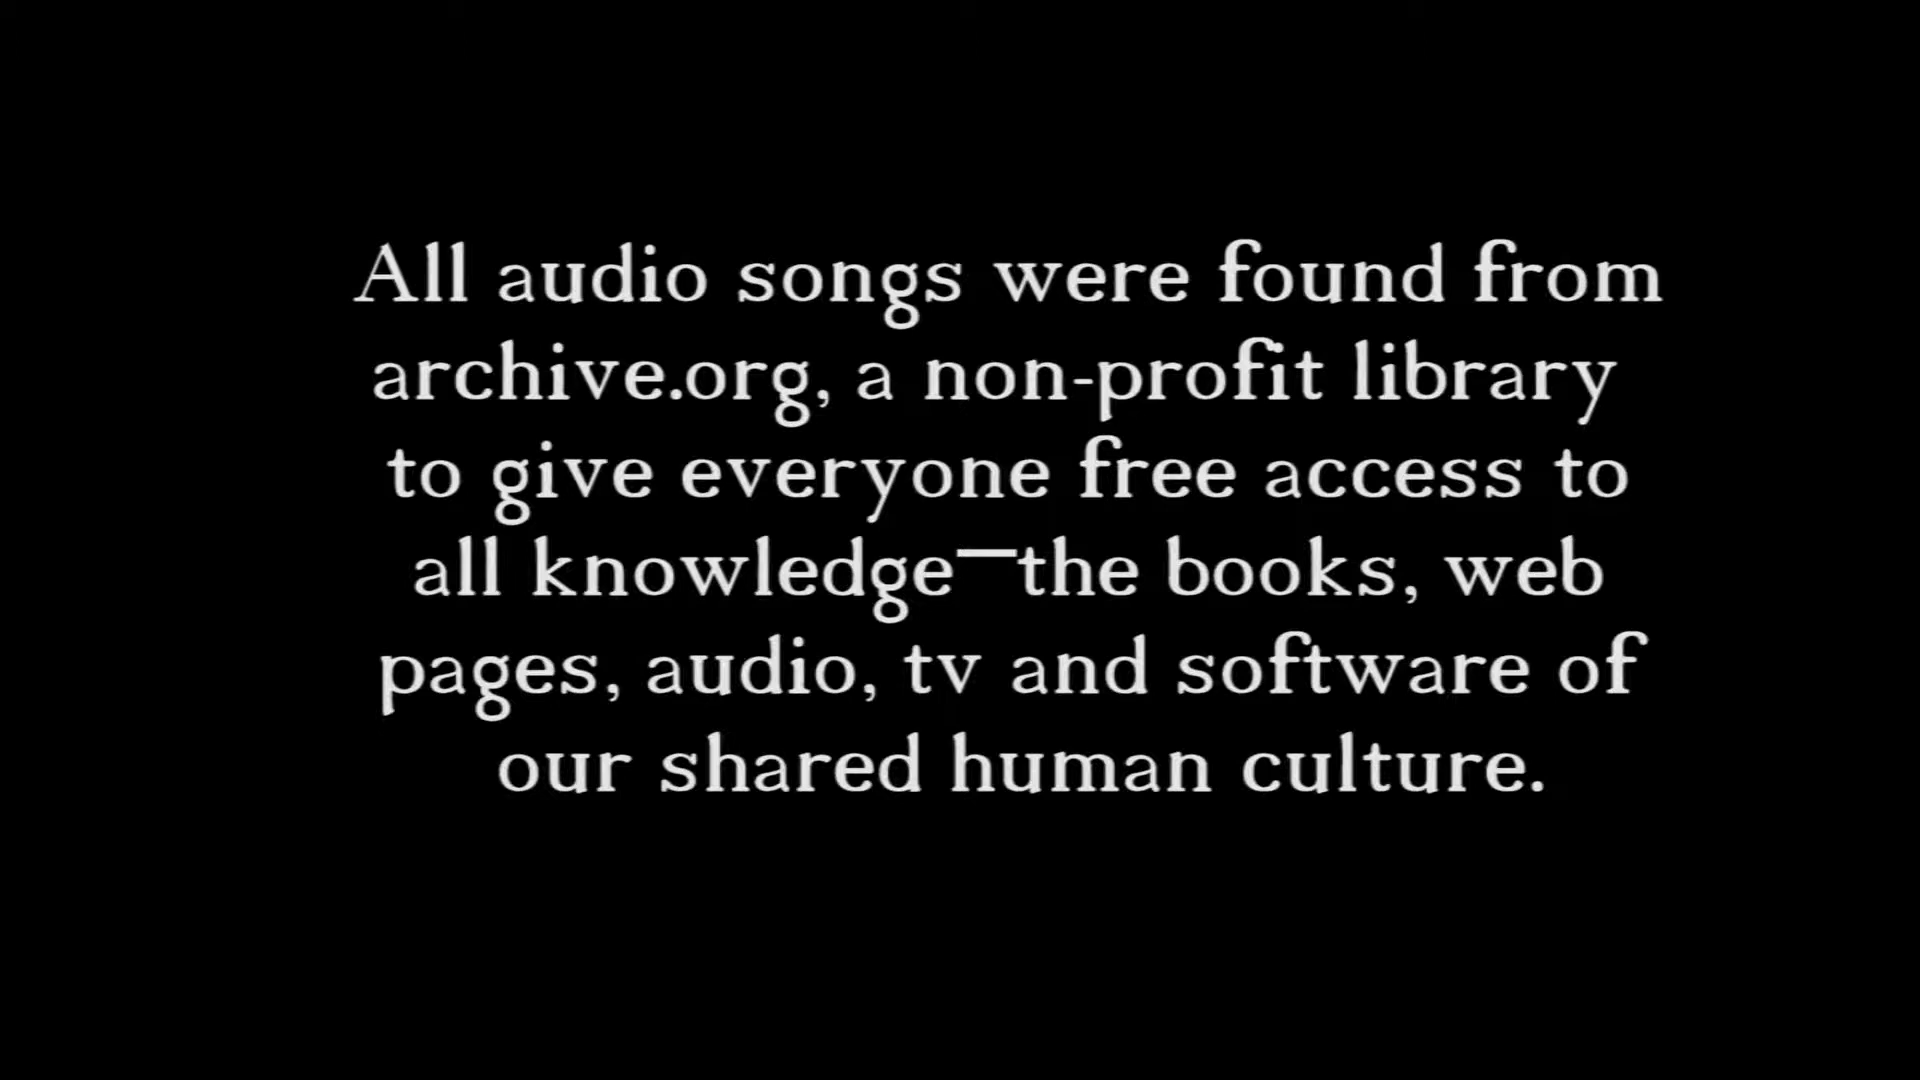 All audio songs were found from
archive.org, a non-profit library
to give everyone free access to
all knowledge—the books, web
pages, audio, tv and software of
our shared human culture.